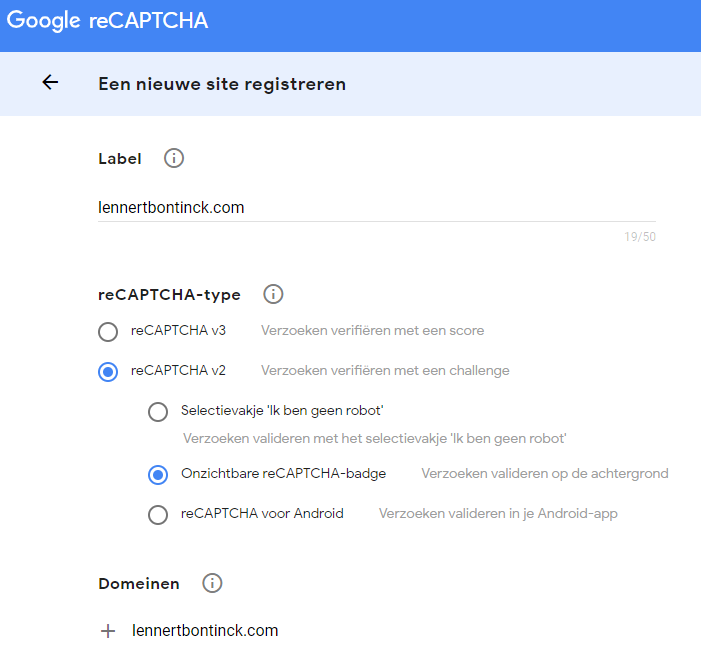 Google reCAPTCHA
Een nieuwe site registreren
Label
lennertbontinck.com
19/50
reCAPTCHA-type
reCAPTCHA v3 Verzoeken verifiëren met een score
reCAPTCHA v2 Verzoeken verifiëren met een challenge
Selectievakje 'Ik ben geen robot'
Verzoeken valideren met het selectievakje 'Ik ben geen robot'
Onzichtbare reCAPTCHA-badge Verzoeken valideren op de achtergrond
reCAPTCHA voor Android Verzoeken valideren in je Android-app
Domeinen
lennertbontinck.com